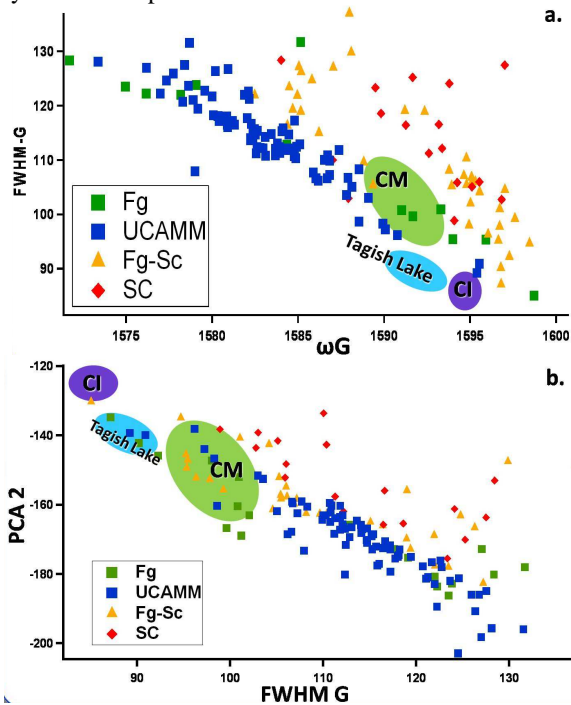 a.
130
120
110
100
90
FWHM-G
CM
Tagish Lake
CI
Fg
UCAMM
Fg-Sc
SC
1575
1580
1585
1590
1595
1600
ωG
b.
-120
-140
-160
-180
-200
PCA 2
CI
Tagish Lake
CM
Fg
UCAMM
Fg-Sc
SC
90
100
110
120
130
FWHM G